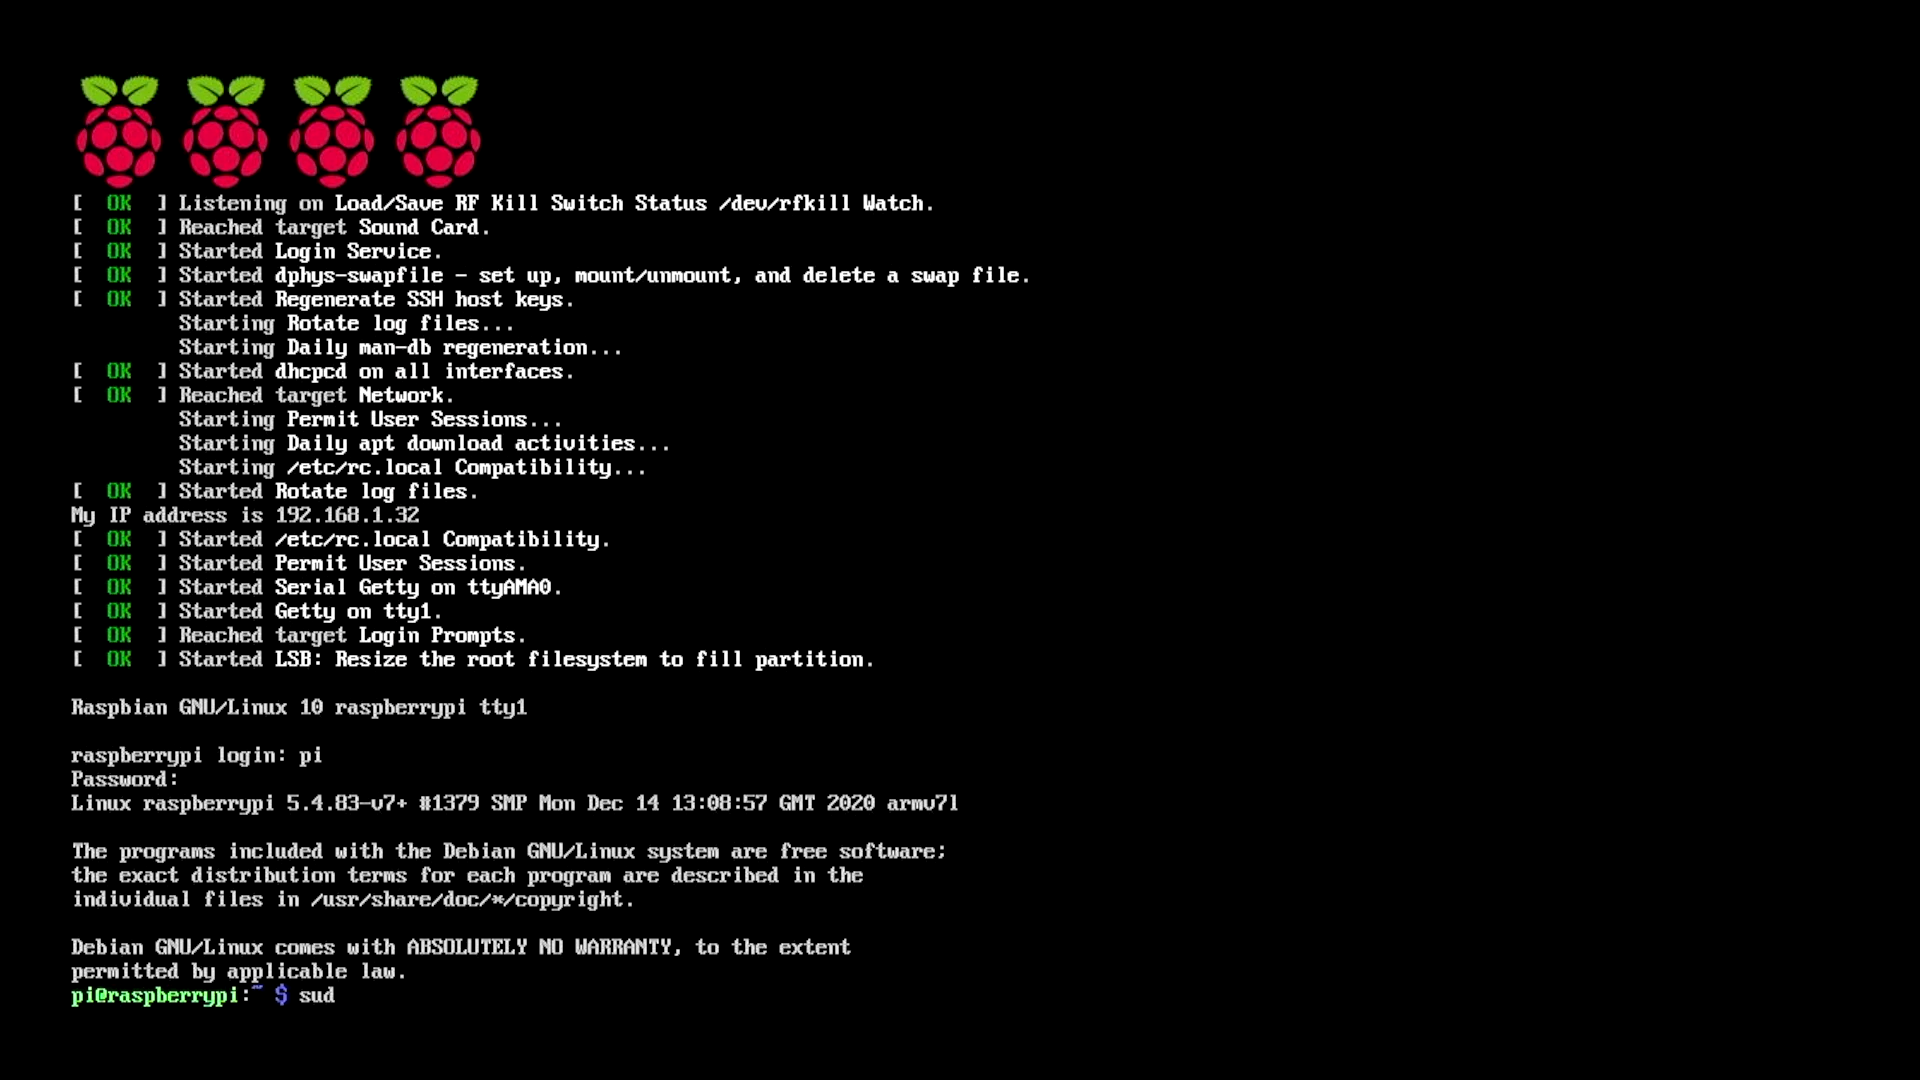 [  OK  ] Listening on Load/Save RF Kill Switch Status /dev/rfkill Watch.
[  OK  ] Reached target Sound Card.
[  OK  ] Started Login Service.
[  OK  ] Started dphys-swapfile - set up, mount/unmount, and delete a swap file.
[  OK  ] Started Regenerate SSH host keys.
         Starting Rotate log files...
         Starting Daily man-db regeneration...
[  OK  ] Started dhcpcd on all interfaces.
[  OK  ] Reached target Network.
         Starting Permit User Sessions...
         Starting Daily apt download activities...
         Starting /etc/rc.local Compatibility...
[  OK  ] Started Rotate log files.
My IP address is 192.168.1.32
[  OK  ] Started /etc/rc.local Compatibility.
[  OK  ] Started Permit User Sessions.
[  OK  ] Started Serial Getty on ttyAMA0.
[  OK  ] Started Getty on tty1.
[  OK  ] Reached target Login Prompts.
[  OK  ] Started LSB: Resize the root filesystem to fill partition.
Raspbian GNU/Linux 10 raspberrypi tty1
raspberrypi login: pi
Password:
Linux raspberrypi 5.4.83-v7+ #1379 SMP Mon Dec 14 13:08:57 GMT 2020 armv7l
The programs included with the Debian GNU/Linux system are free software;
the exact distribution terms for each program are described in the
individual files in /usr/share/doc/*/copyright.
Debian GNU/Linux comes with ABSOLUTELY NO WARRANTY, to the extent
permitted by applicable law.
pi@raspberrypi:~ $ sud